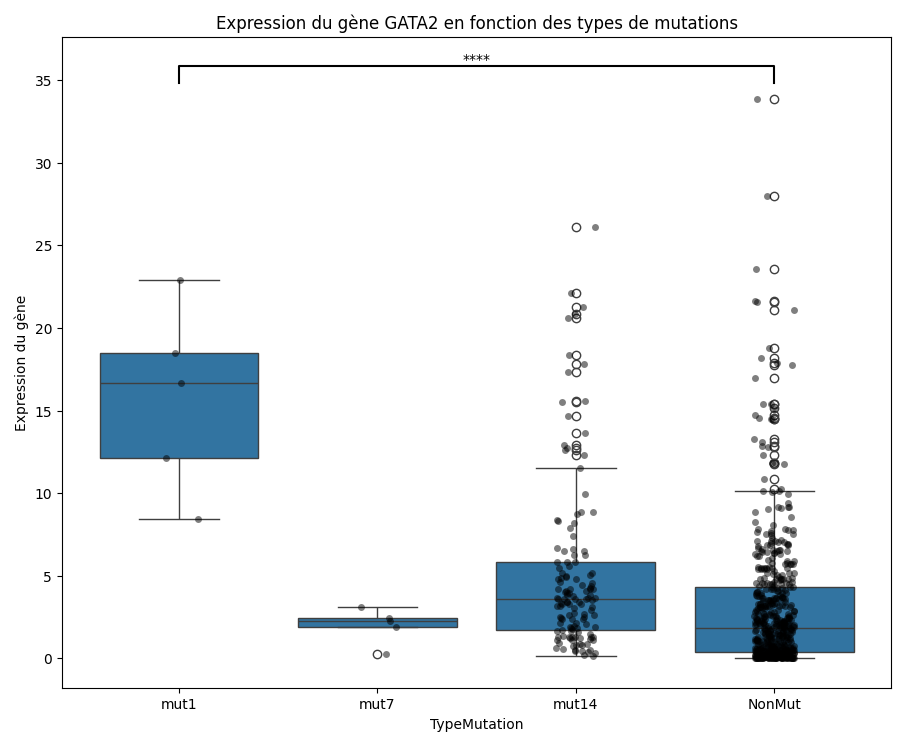 Expression du gène GATA2 en fonction des types de mutations
****
35
30
25
20
15
10
5
0
Expression du gène
mut1
mut7
mut14
NonMut
TypeMutation